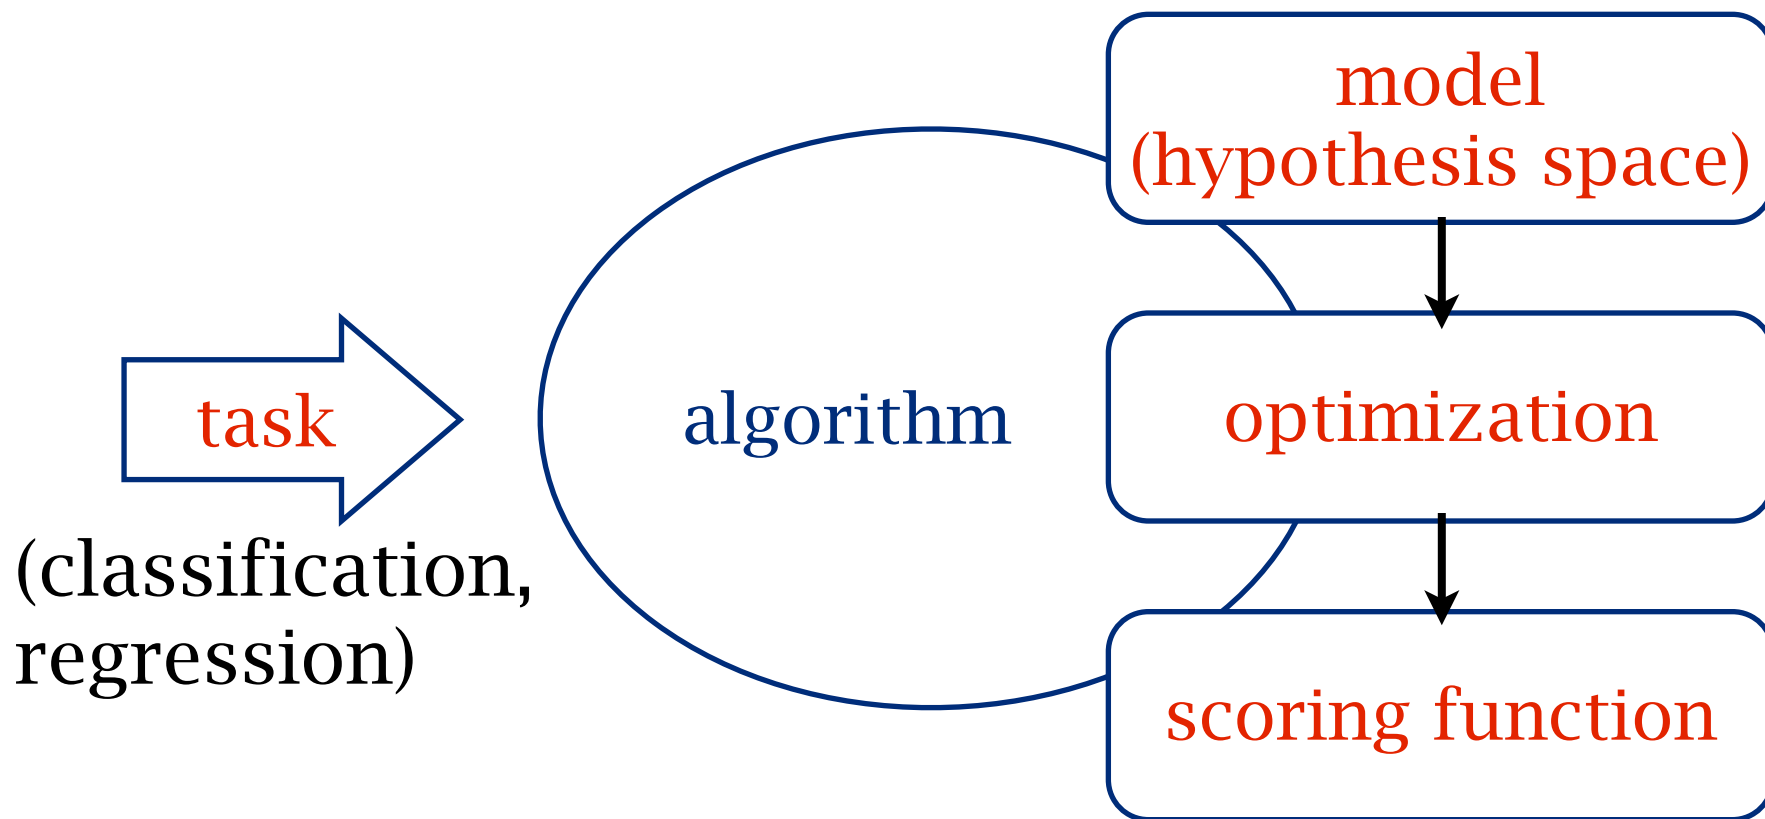 model
(hypothesis space)
task
algorithm
optimization
(classification,
regression)
scoring function